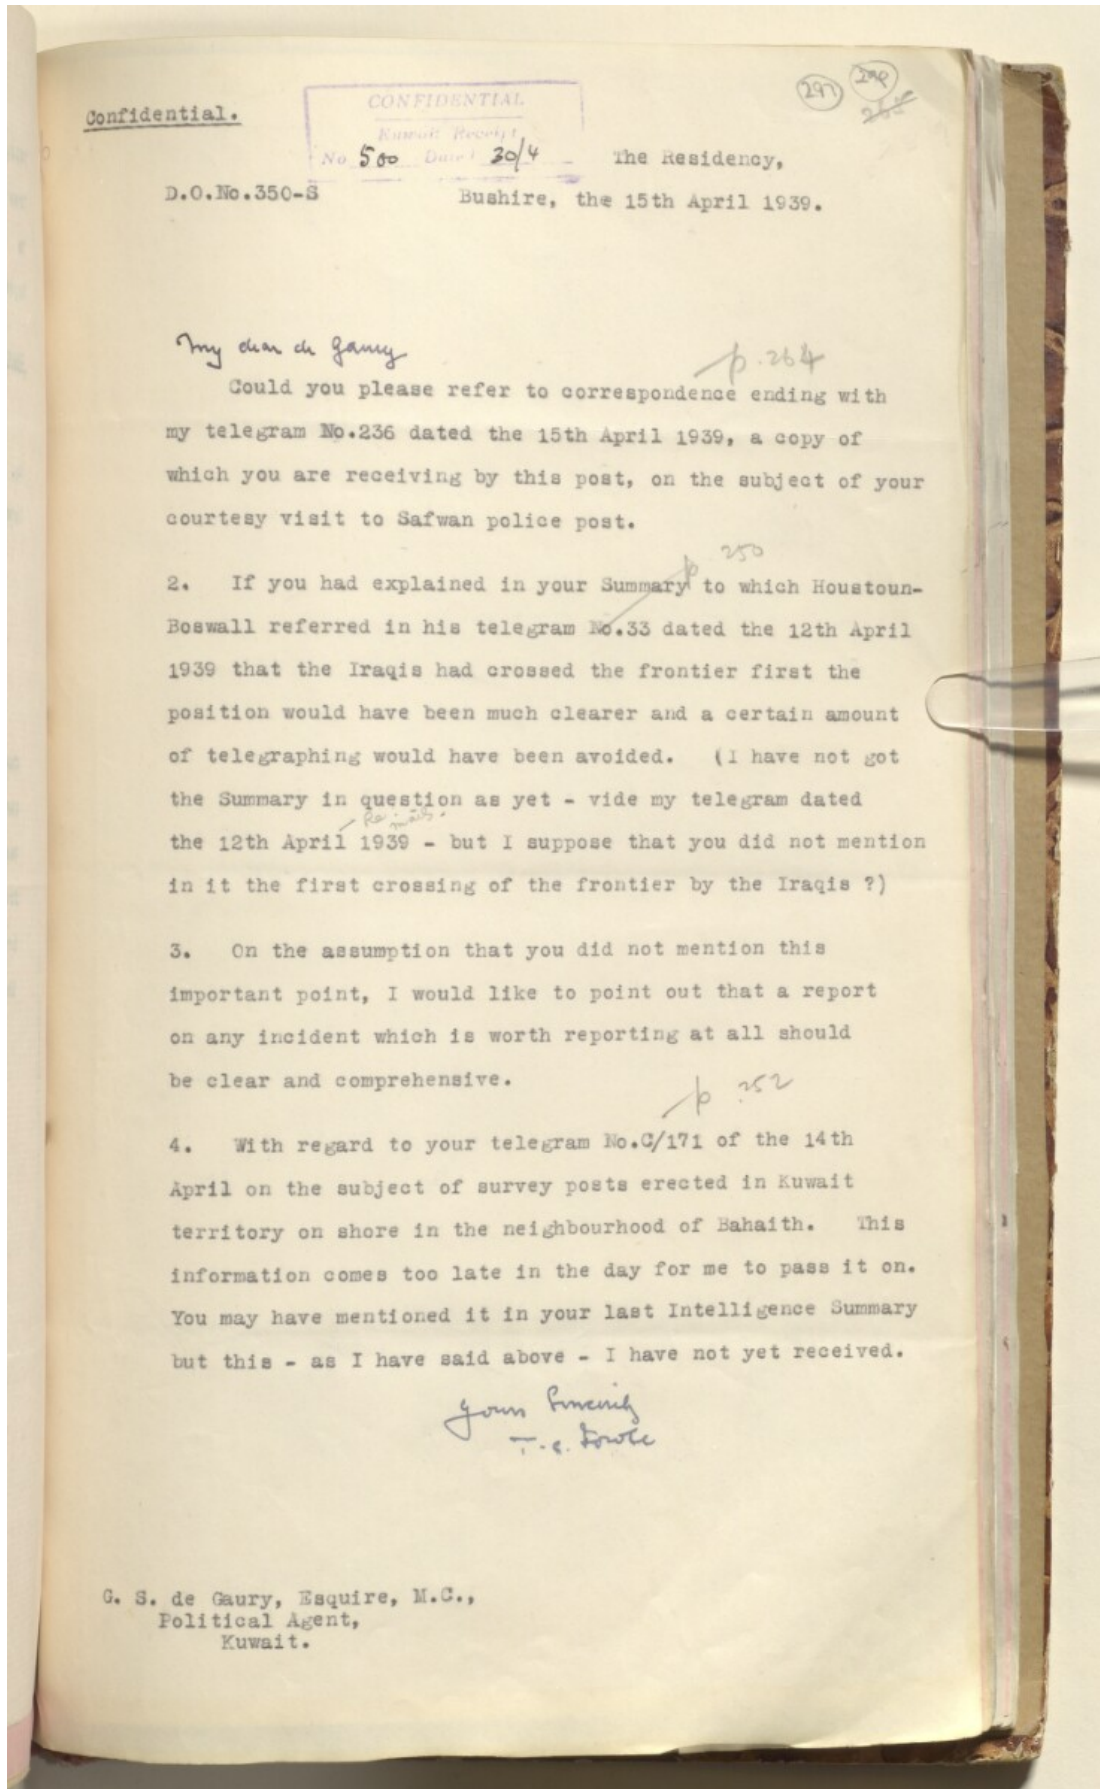 297 298
Confidential.
CONFIDENTIAL
Kuwait Receipt
No 500 Dated 30/4
The Residency,
D.O.No.350-S
Bushire, the 15th April 1939.
My dear de Gaury
p. 264
Could you please refer to correspondence ending with
my telegram No.236 dated the 15th April 1939, a copy of
which you are receiving by this post, on the subject of your
courtesy visit to Safwan police post.
p 250
2. If you had explained in your Summary to which Houstoun-
Boswall referred in his telegram No.33 dated the 12th April
1939 that the Iraqis had crossed the frontier first the
position would have been much clearer and a certain amount
of telegraphing would have been avoided. (I have not got
the Summary in question as yet - vide my telegram dated
Re mails.
the 12th April 1939 - but I suppose that you did not mention
in it the first crossing of the frontier by the Iraqis ?)
3. On the assumption that you did not mention this
important point, I would like to point out that a report
on any incident which is worth reporting at all should
be clear and comprehensive.
p. 252
4. With regard to your telegram No.C/171 of the 14th
April on the subject of survey posts erected in Kuwait
territory on shore in the neighbourhood of Bahaith. This
information comes too late in the day for me to pass it on.
You may have mentioned it in your last Intelligence Summary
but this - as I have said above - I have not yet received.
Yours Sincerely
T.C. Fowle
G. S. de Gaury, Esquire, M.C.,
Political Agent,
Kuwait.